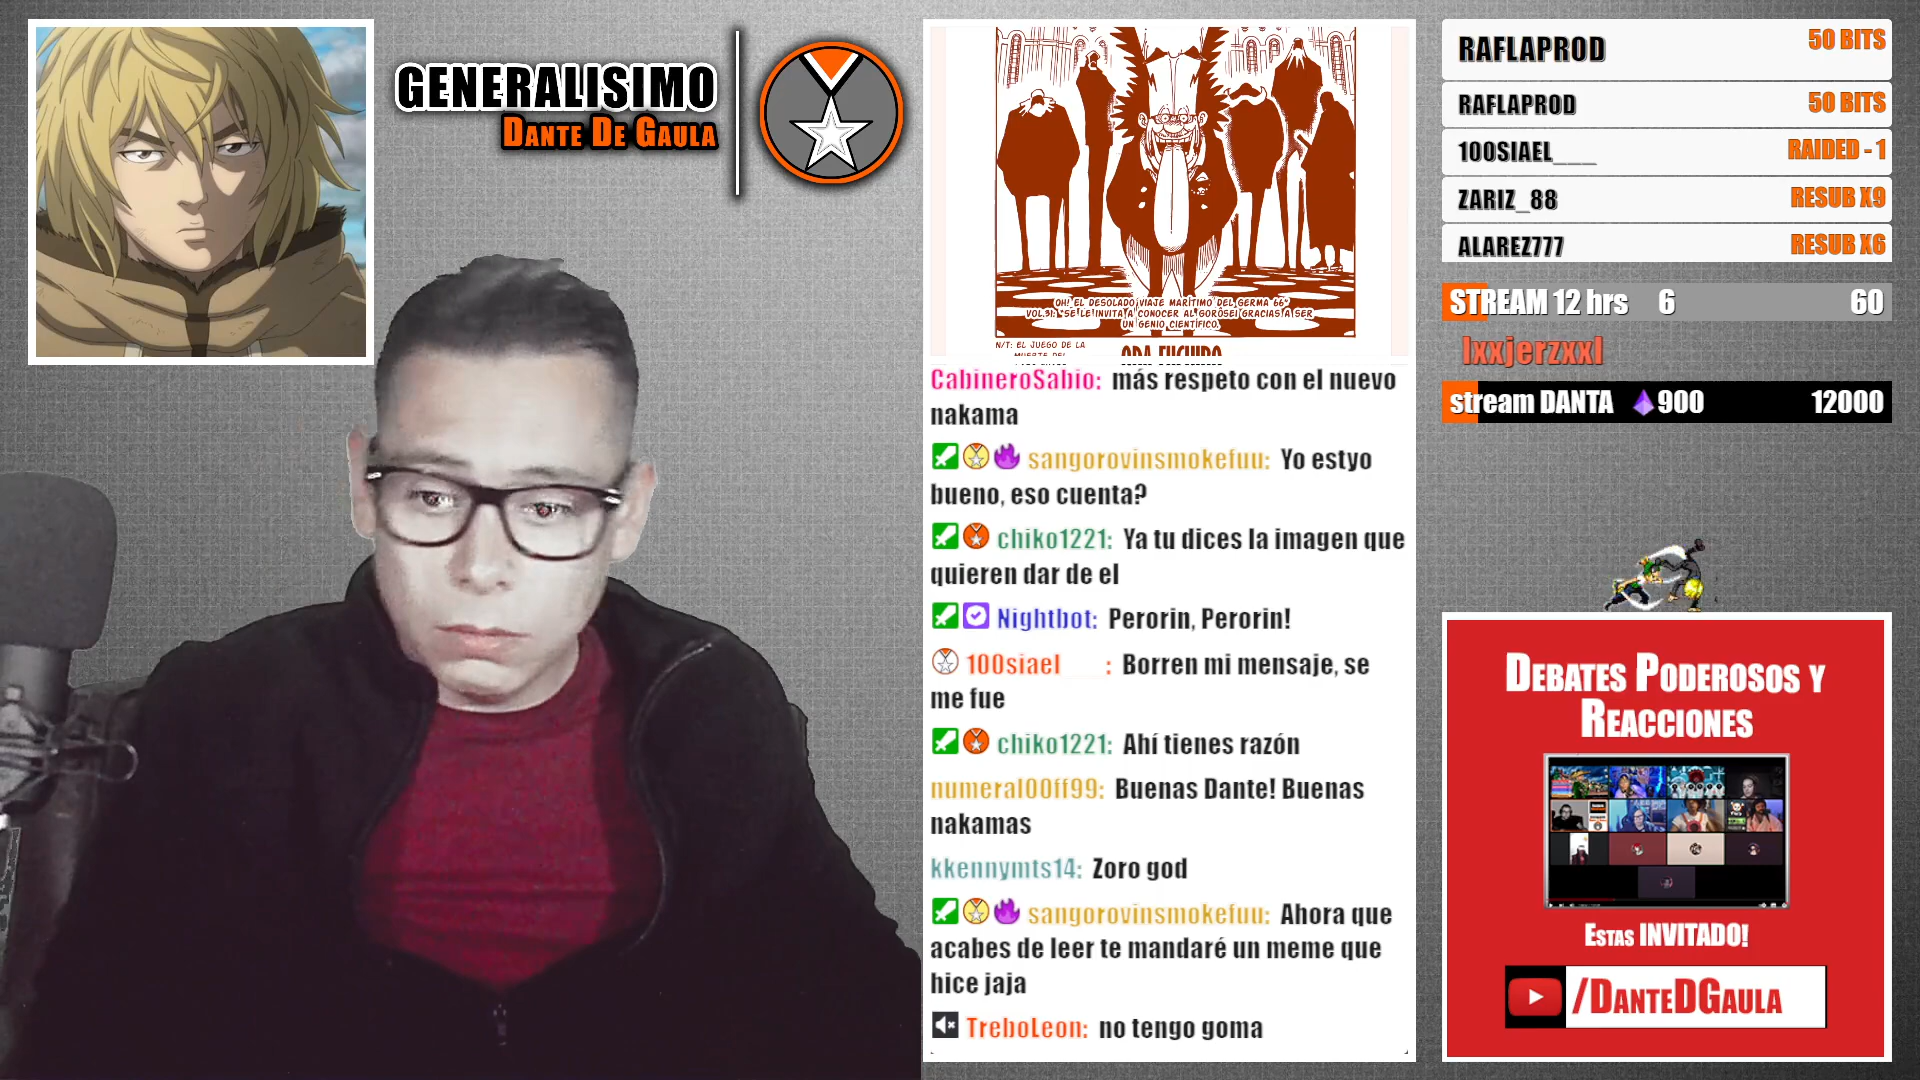 GENERALISIMO
DANTE DE GAULA
OH! EL DESOLADO VIAJE MARÍTIMO DEL GERMA 66"
VOL.31: "SE LE INVITA A CONOCER AL GOROSEI GRACIAS A SER
UN GENIO CIENTÍFICO.
N/T: EL JUEGO DE LA
CabineroSabio: más respeto con el nuevo
nakama
sangorovinsmokefuu: Yo estyo
bueno, eso cuenta?
chiko1221: Ya tu dices la imagen que
quieren dar de el
Nightbot: Perorin, Perorin!
100siael___: Borren mi mensaje, se
me fue
chiko1221: Ahí tienes razón
numeral00ff99: Buenas Dante! Buenas
nakamas
kkennymts14: Zoro god
sangorovinsmokefuu: Ahora que
acabes de leer te mandaré un meme que
hice jaja
TreboLeon: no tengo goma
RAFLAPROD 50 BITS
RAFLAPROD 50 BITS
100SIAEL___ RAIDED - 1
ZARIZ_88 RESUB X9
ALAREZ777 RESUB X6
STREAM 12 hrs 6 60
lxxjerzxxl
stream DANTA 900 12000
DEBATES PODEROSOS Y
REACCIONES
ESTAS INVITADO!
/DANTEDGAULA